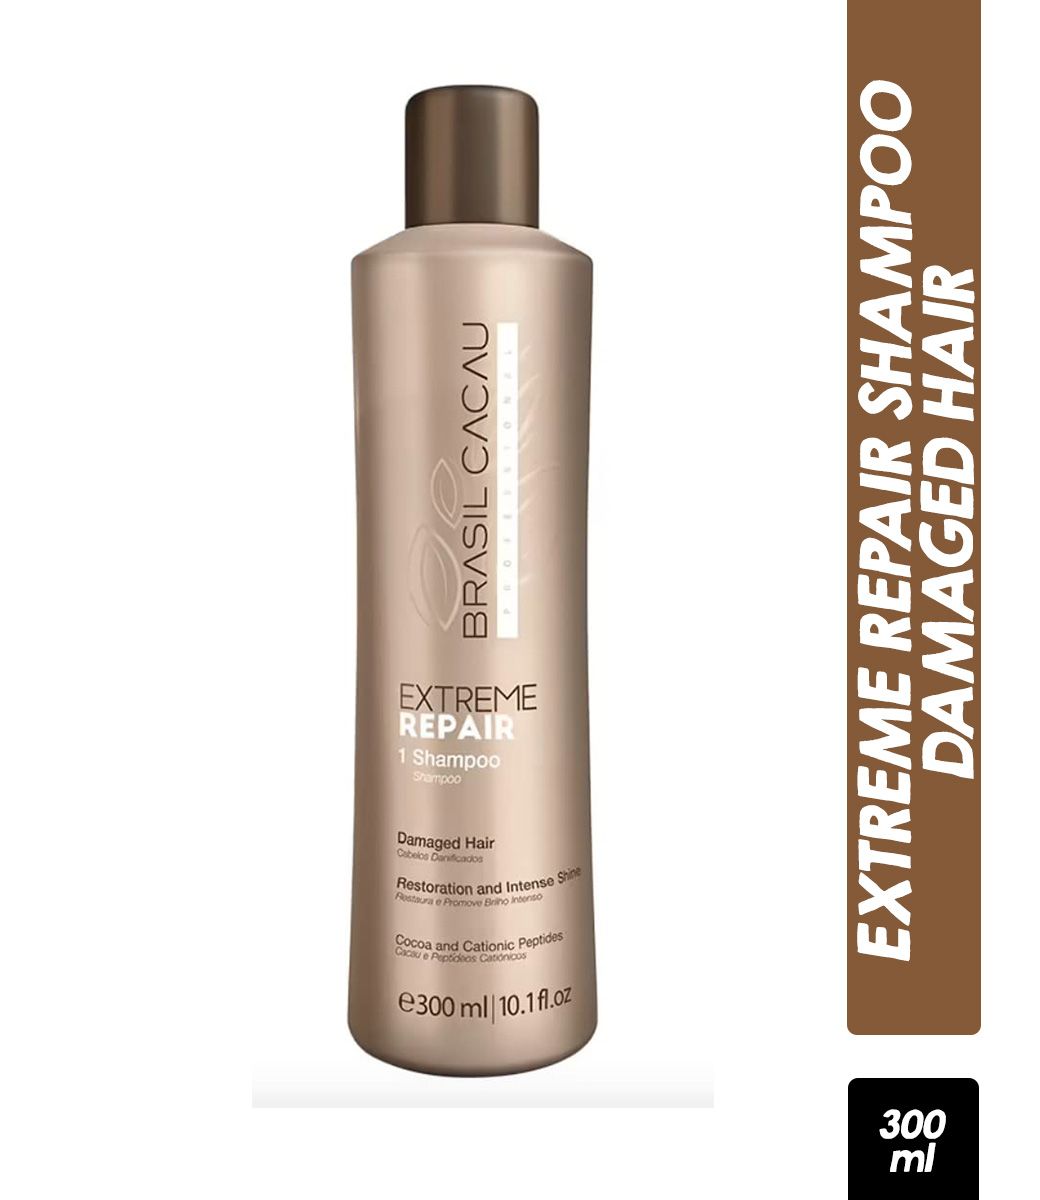 BRASIL CACAU
PROFESSIONAL
EXTREME
REPAIR
1 Shampoo
Shampoo
Damaged Hair
Cabelos Danificados
Restoration and Intense Shine
Restaura e Promove Brilho Intenso
Cocoa and Cationic Peptides
Cacau e Peptídeos Catiônicos
℮300 ml|10.1fl.oz
EXTREME REPAIR SHAMPOO
DAMAGED HAIR
300
ml